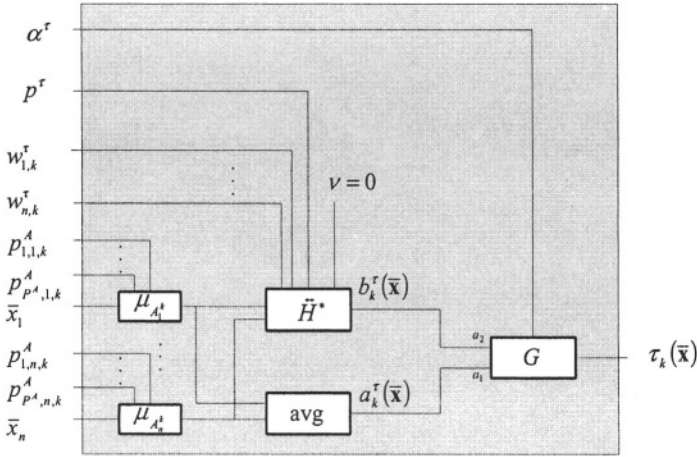 α^τ
p^τ
w^τ_{1,k}
w^τ_{n,k}
ν = 0
p^A_{1,1,k}
p^A_{P^A,1,k}
x̄_1
μ_{A_1^k}
Ḧ*
b^τ_k(x̄)
p^A_{1,n,k}
p^A_{P^A,n,k}
x̄_n
μ_{A_n^k}
avg
a^τ_k(x̄)
a_2
a_1
G
τ_k(x̄)